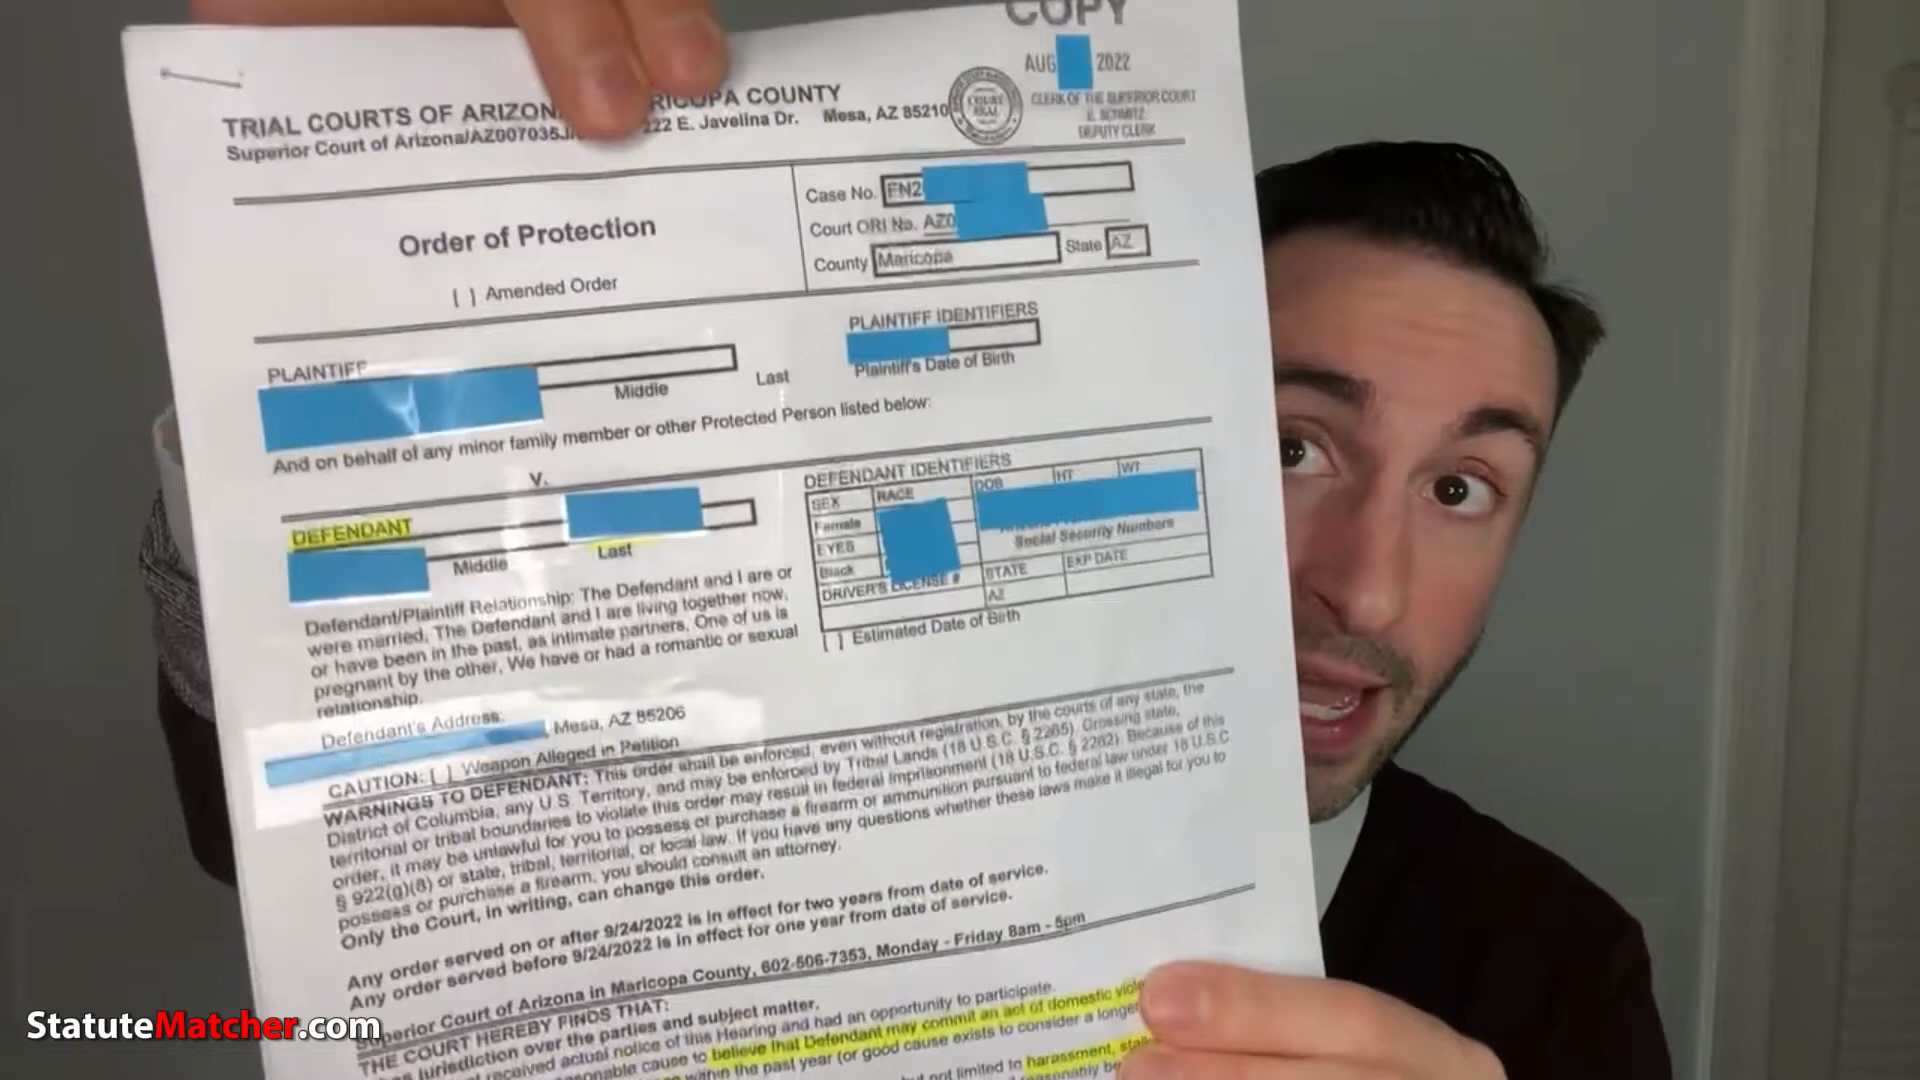 COPY
AUG 2022
CLERK OF THE SUPERIOR COURT
E. SCHMITZ
DEPUTY CLERK
COURT SEAL
TRIAL COURTS OF ARIZON RICOPA COUNTY
Superior Court of Arizona/AZ007035J 222 E. Javelina Dr. Mesa, AZ 85210
Order of Protection
[ ] Amended Order
Case No. FN2
Court ORI No. AZ0
County Maricopa State AZ
PLAINTIFF
Middle Last
PLAINTIFF IDENTIFIERS
Plaintiff's Date of Birth
And on behalf of any minor family member or other Protected Person listed below:
V.
DEFENDANT
Middle Last
DEFENDANT IDENTIFIERS
SEX RACE DOB HT WT
Female
EYES Social Security Numbers
Black
DRIVER'S LICENSE # STATE EXP DATE
AZ
[ ] Estimated Date of Birth
Defendant/Plaintiff Relationship: The Defendant and I are or
were married. The Defendant and I are living together now,
or have been in the past, as intimate partners. One of us is
pregnant by the other. We have or had a romantic or sexual
relationship.
Defendant's Address:
, Mesa, AZ 85206
CAUTION: [ ] Weapon Alleged in Petition
WARNINGS TO DEFENDANT: This order shall be enforced, even without registration, by the courts of any state, the
District of Columbia, any U.S. Territory, and may be enforced by Tribal Lands (18 U.S.C. § 2265). Crossing state,
territorial or tribal boundaries to violate this order may result in federal imprisonment (18 U.S.C. § 2262). Because of this
order, it may be unlawful for you to possess or purchase a firearm or ammunition pursuant to federal law under 18 U.S.C
§ 922(g)(8) or state, tribal, territorial, or local law. If you have any questions whether these laws make it illegal for you to
possess or purchase a firearm, you should consult an attorney.
Only the Court, in writing, can change this order.
Any order served on or after 9/24/2022 is in effect for two years from date of service.
Any order served before 9/24/2022 is in effect for one year from date of service.
Superior Court of Arizona in Maricopa County, 602-506-7353, Monday - Friday 8am - 5pm
THE COURT HEREBY FINDS THAT:
jurisdiction over the parties and subject matter.
received actual notice of this Hearing and had an opportunity to participate.
cause to believe that Defendant may commit an act of domestic viole
within the past year (or good cause exists to consider a longer
not limited to harassment, stal
StatuteMatcher.com